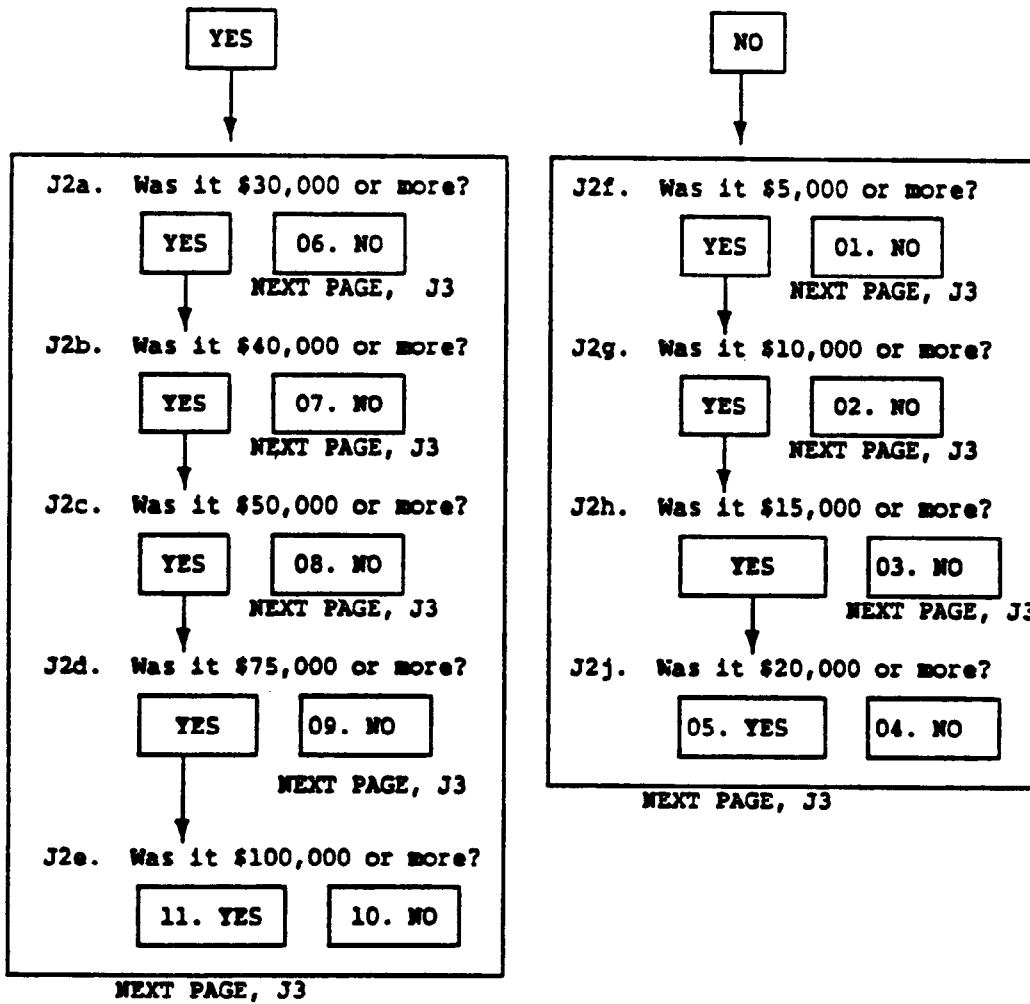 YES
NO
J2a. Was it $30,000 or more?
YES
06. NO
NEXT PAGE, J3
J2b. Was it $40,000 or more?
YES
07. NO
NEXT PAGE, J3
J2c. Was it $50,000 or more?
YES
08. NO
NEXT PAGE, J3
J2d. Was it $75,000 or more?
YES
09. NO
NEXT PAGE, J3
J2e. Was it $100,000 or more?
11. YES
10. NO
NEXT PAGE, J3
J2f. Was it $5,000 or more?
YES
01. NO
NEXT PAGE, J3
J2g. Was it $10,000 or more?
YES
02. NO
NEXT PAGE, J3
J2h. Was it $15,000 or more?
YES
03. NO
NEXT PAGE, J3
J2j. Was it $20,000 or more?
05. YES
04. NO
NEXT PAGE, J3